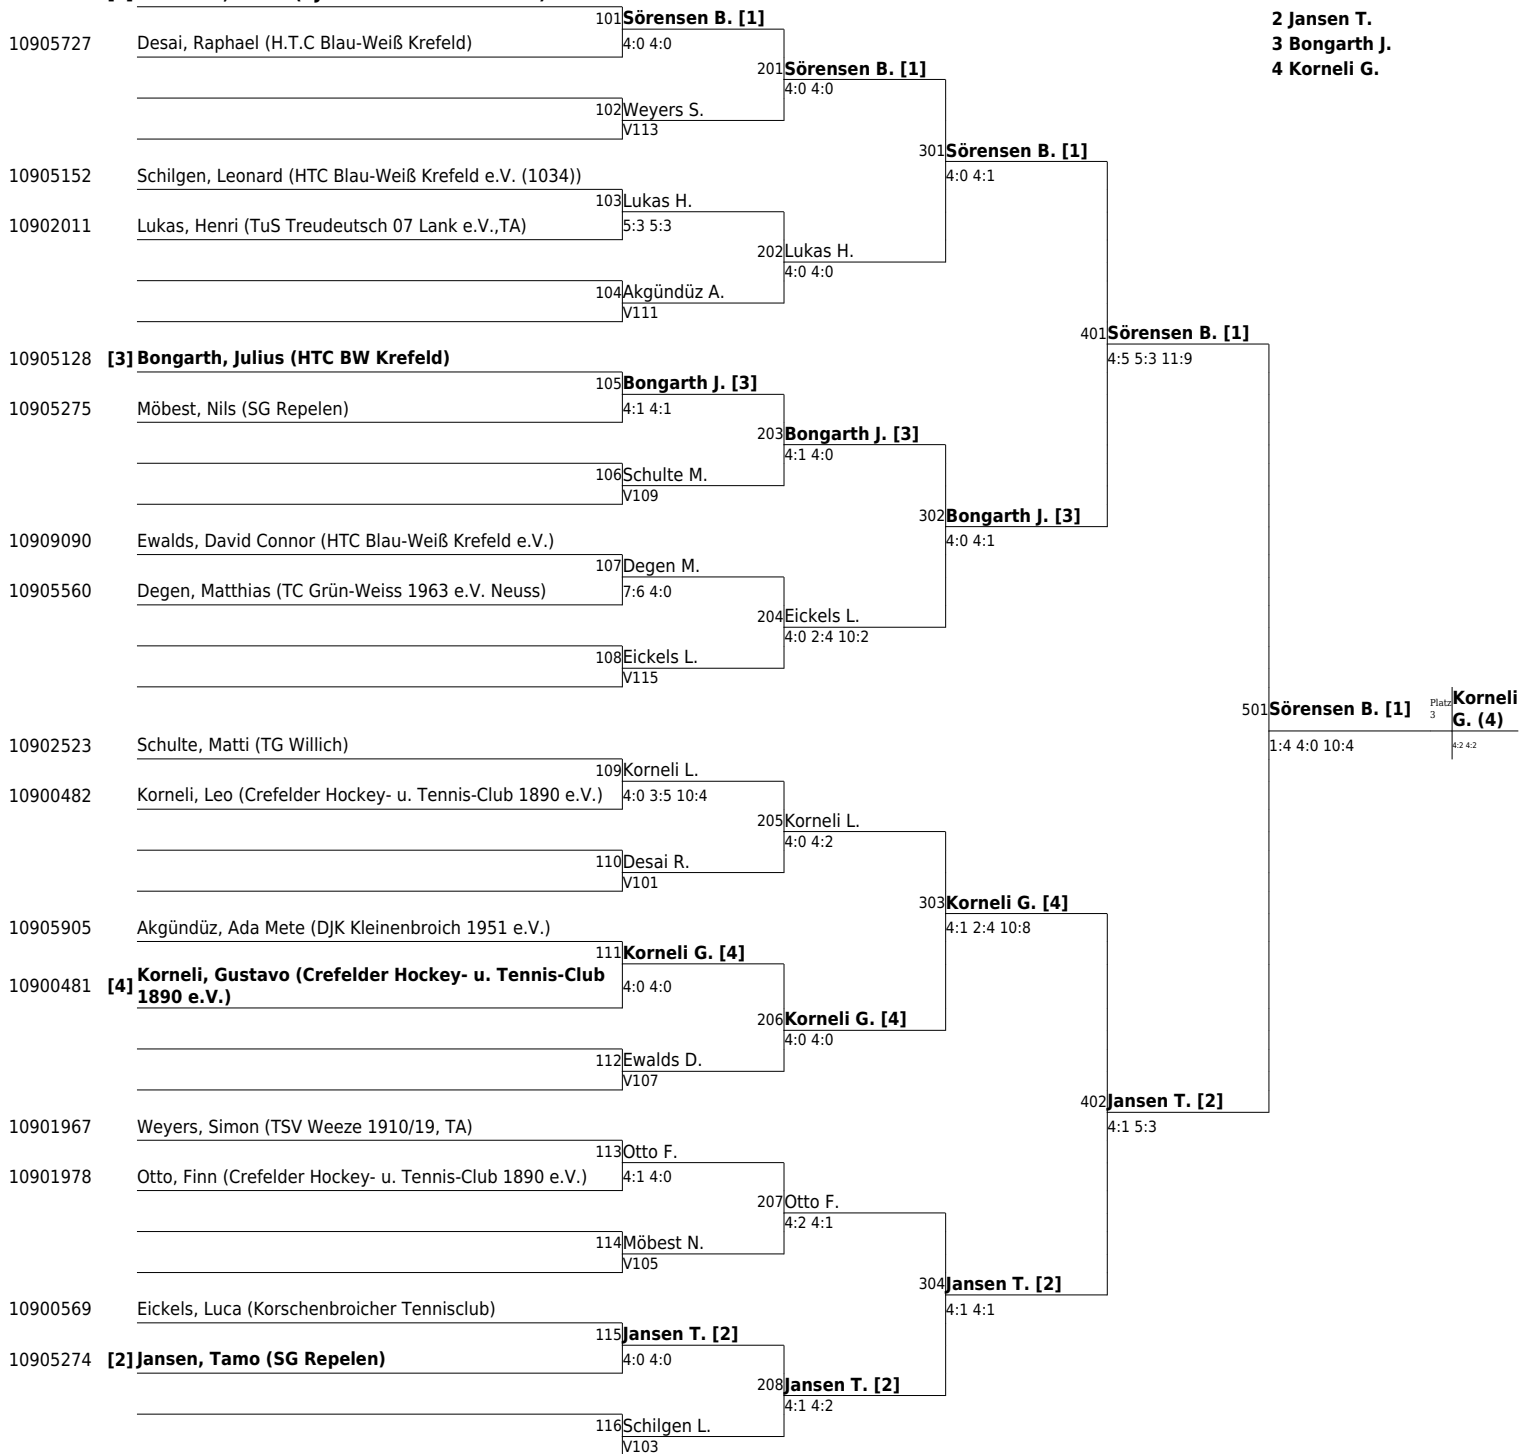 101 Sörensen B. [1]
2 Jansen T.
10905727 Desai, Raphael (H.T.C Blau-Weiß Krefeld) 4:0 4:0
3 Bongarth J.
201 Sörensen B. [1]
4 Korneli G.
4:0 4:0
102 Weyers S.
V113
301 Sörensen B. [1]
10905152 Schilgen, Leonard (HTC Blau-Weiß Krefeld e.V. (1034))
4:0 4:1
103 Lukas H.
10902011 Lukas, Henri (TuS Treudeutsch 07 Lank e.V.,TA) 5:3 5:3
202 Lukas H.
4:0 4:0
104 Akgündüz A.
V111
401 Sörensen B. [1]
10905128 [3] Bongarth, Julius (HTC BW Krefeld)
4:5 5:3 11:9
105 Bongarth J. [3]
10905275 Möbest, Nils (SG Repelen) 4:1 4:1
203 Bongarth J. [3]
4:1 4:0
106 Schulte M.
V109
302 Bongarth J. [3]
10909090 Ewalds, David Connor (HTC Blau-Weiß Krefeld e.V.)
4:0 4:1
107 Degen M.
10905560 Degen, Matthias (TC Grün-Weiss 1963 e.V. Neuss) 7:6 4:0
204 Eickels L.
4:0 2:4 10:2
108 Eickels L.
V115
501 Sörensen B. [1]
Platz 3
Korneli G. (4)
10902523 Schulte, Matti (TG Willich)
1:4 4:0 10:4
4:2 4:2
109 Korneli L.
10900482 Korneli, Leo (Crefelder Hockey- u. Tennis-Club 1890 e.V.) 4:0 3:5 10:4
205 Korneli L.
4:0 4:2
110 Desai R.
V101
303 Korneli G. [4]
10905905 Akgündüz, Ada Mete (DJK Kleinenbroich 1951 e.V.)
4:1 2:4 10:8
111 Korneli G. [4]
10900481 [4] Korneli, Gustavo (Crefelder Hockey- u. Tennis-Club
1890 e.V.)
4:0 4:0
206 Korneli G. [4]
4:0 4:0
112 Ewalds D.
V107
402 Jansen T. [2]
10901967 Weyers, Simon (TSV Weeze 1910/19, TA)
4:1 5:3
113 Otto F.
10901978 Otto, Finn (Crefelder Hockey- u. Tennis-Club 1890 e.V.) 4:1 4:0
207 Otto F.
4:2 4:1
114 Möbest N.
V105
304 Jansen T. [2]
10900569 Eickels, Luca (Korschenbroicher Tennisclub)
4:1 4:1
115 Jansen T. [2]
10905274 [2] Jansen, Tamo (SG Repelen) 4:0 4:0
208 Jansen T. [2]
4:1 4:2
116 Schilgen L.
V103